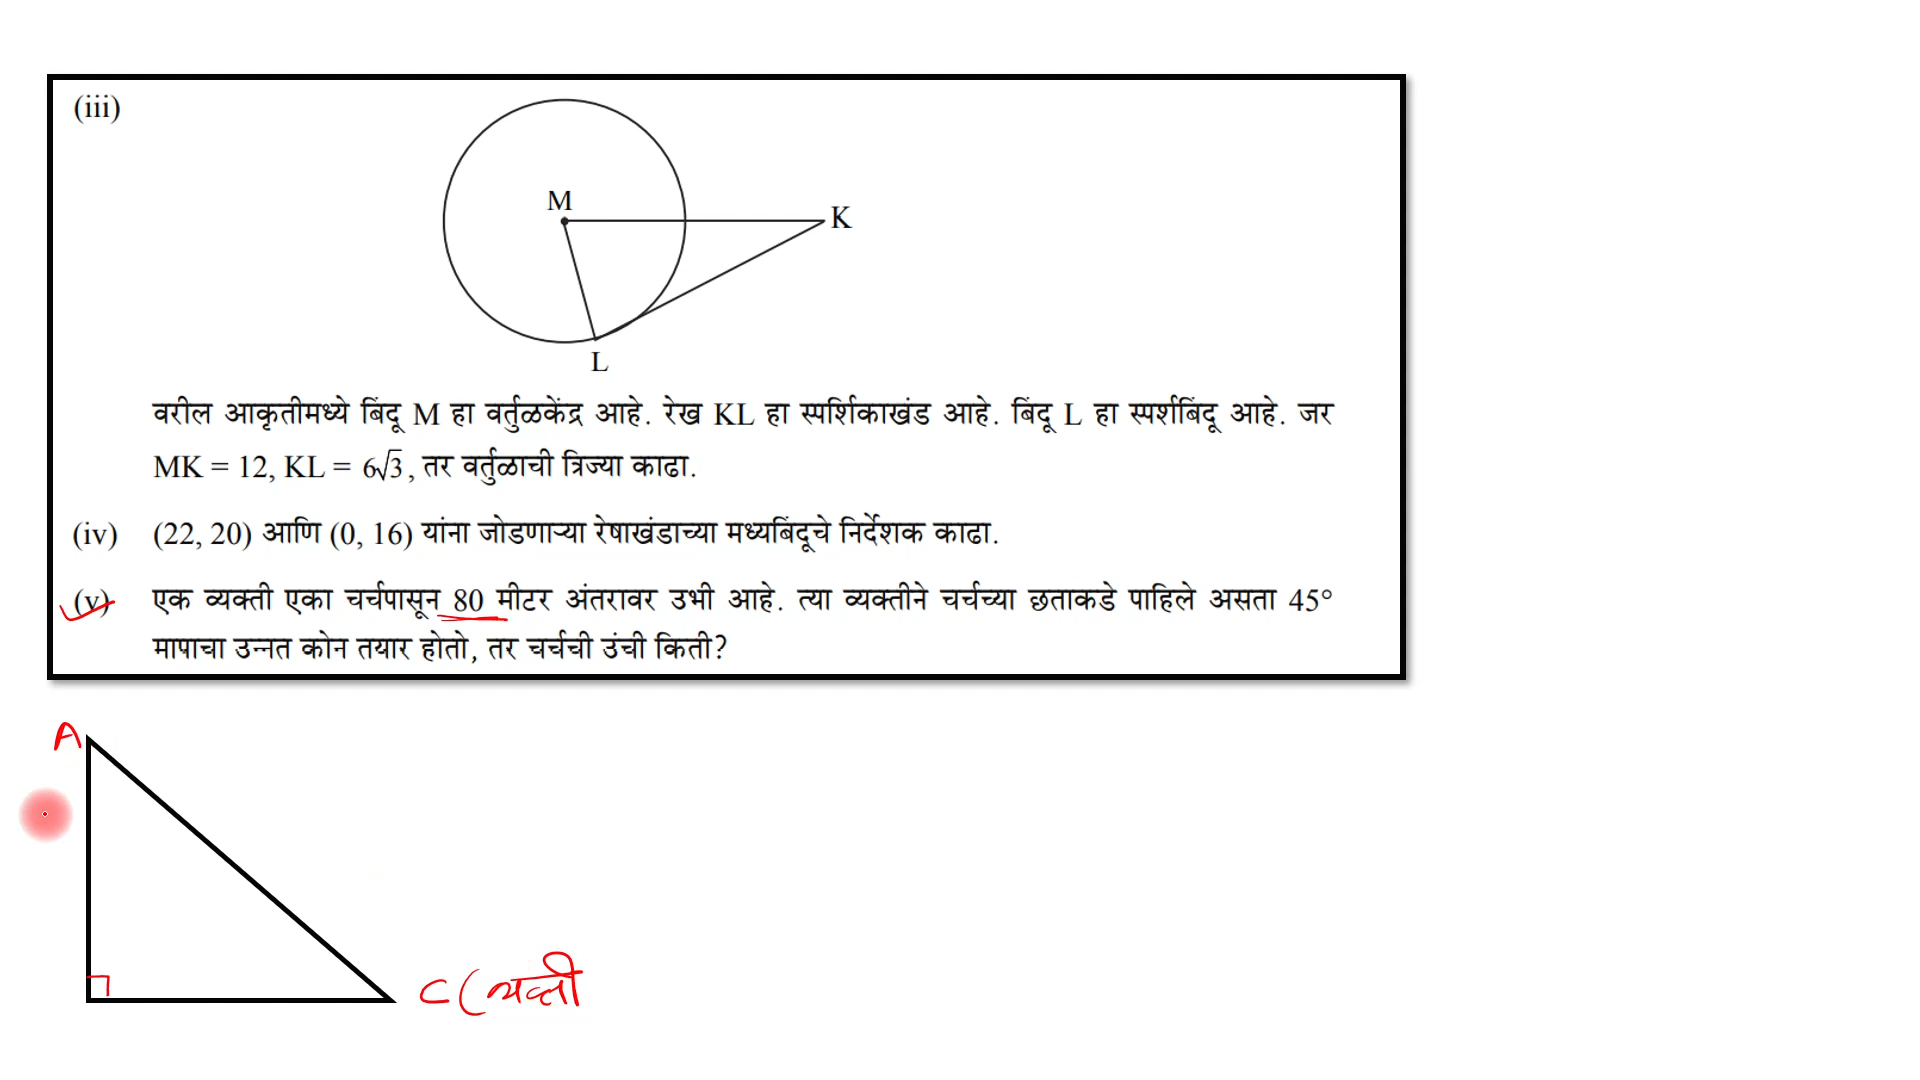 (iii)
M
K
L
वरील आकृतीमध्ये बिंदू M हा वर्तुळकेंद्र आहे. रेख KL हा स्पर्शिकाखंड आहे. बिंदू L हा स्पर्शबिंदू आहे. जर
MK = 12, KL = 6√3, तर वर्तुळाची त्रिज्या काढा.
(iv) (22, 20) आणि (0, 16) यांना जोडणाऱ्या रेषाखंडाच्या मध्यबिंदूचे निर्देशक काढा.
(v) एक व्यक्ती एका चर्चपासून 80 मीटर अंतरावर उभी आहे. त्या व्यक्तीने चर्चच्या छताकडे पाहिले असता 45°
मापाचा उन्नत कोन तयार होतो, तर चर्चची उंची किती?
A
C (व्यक्ती